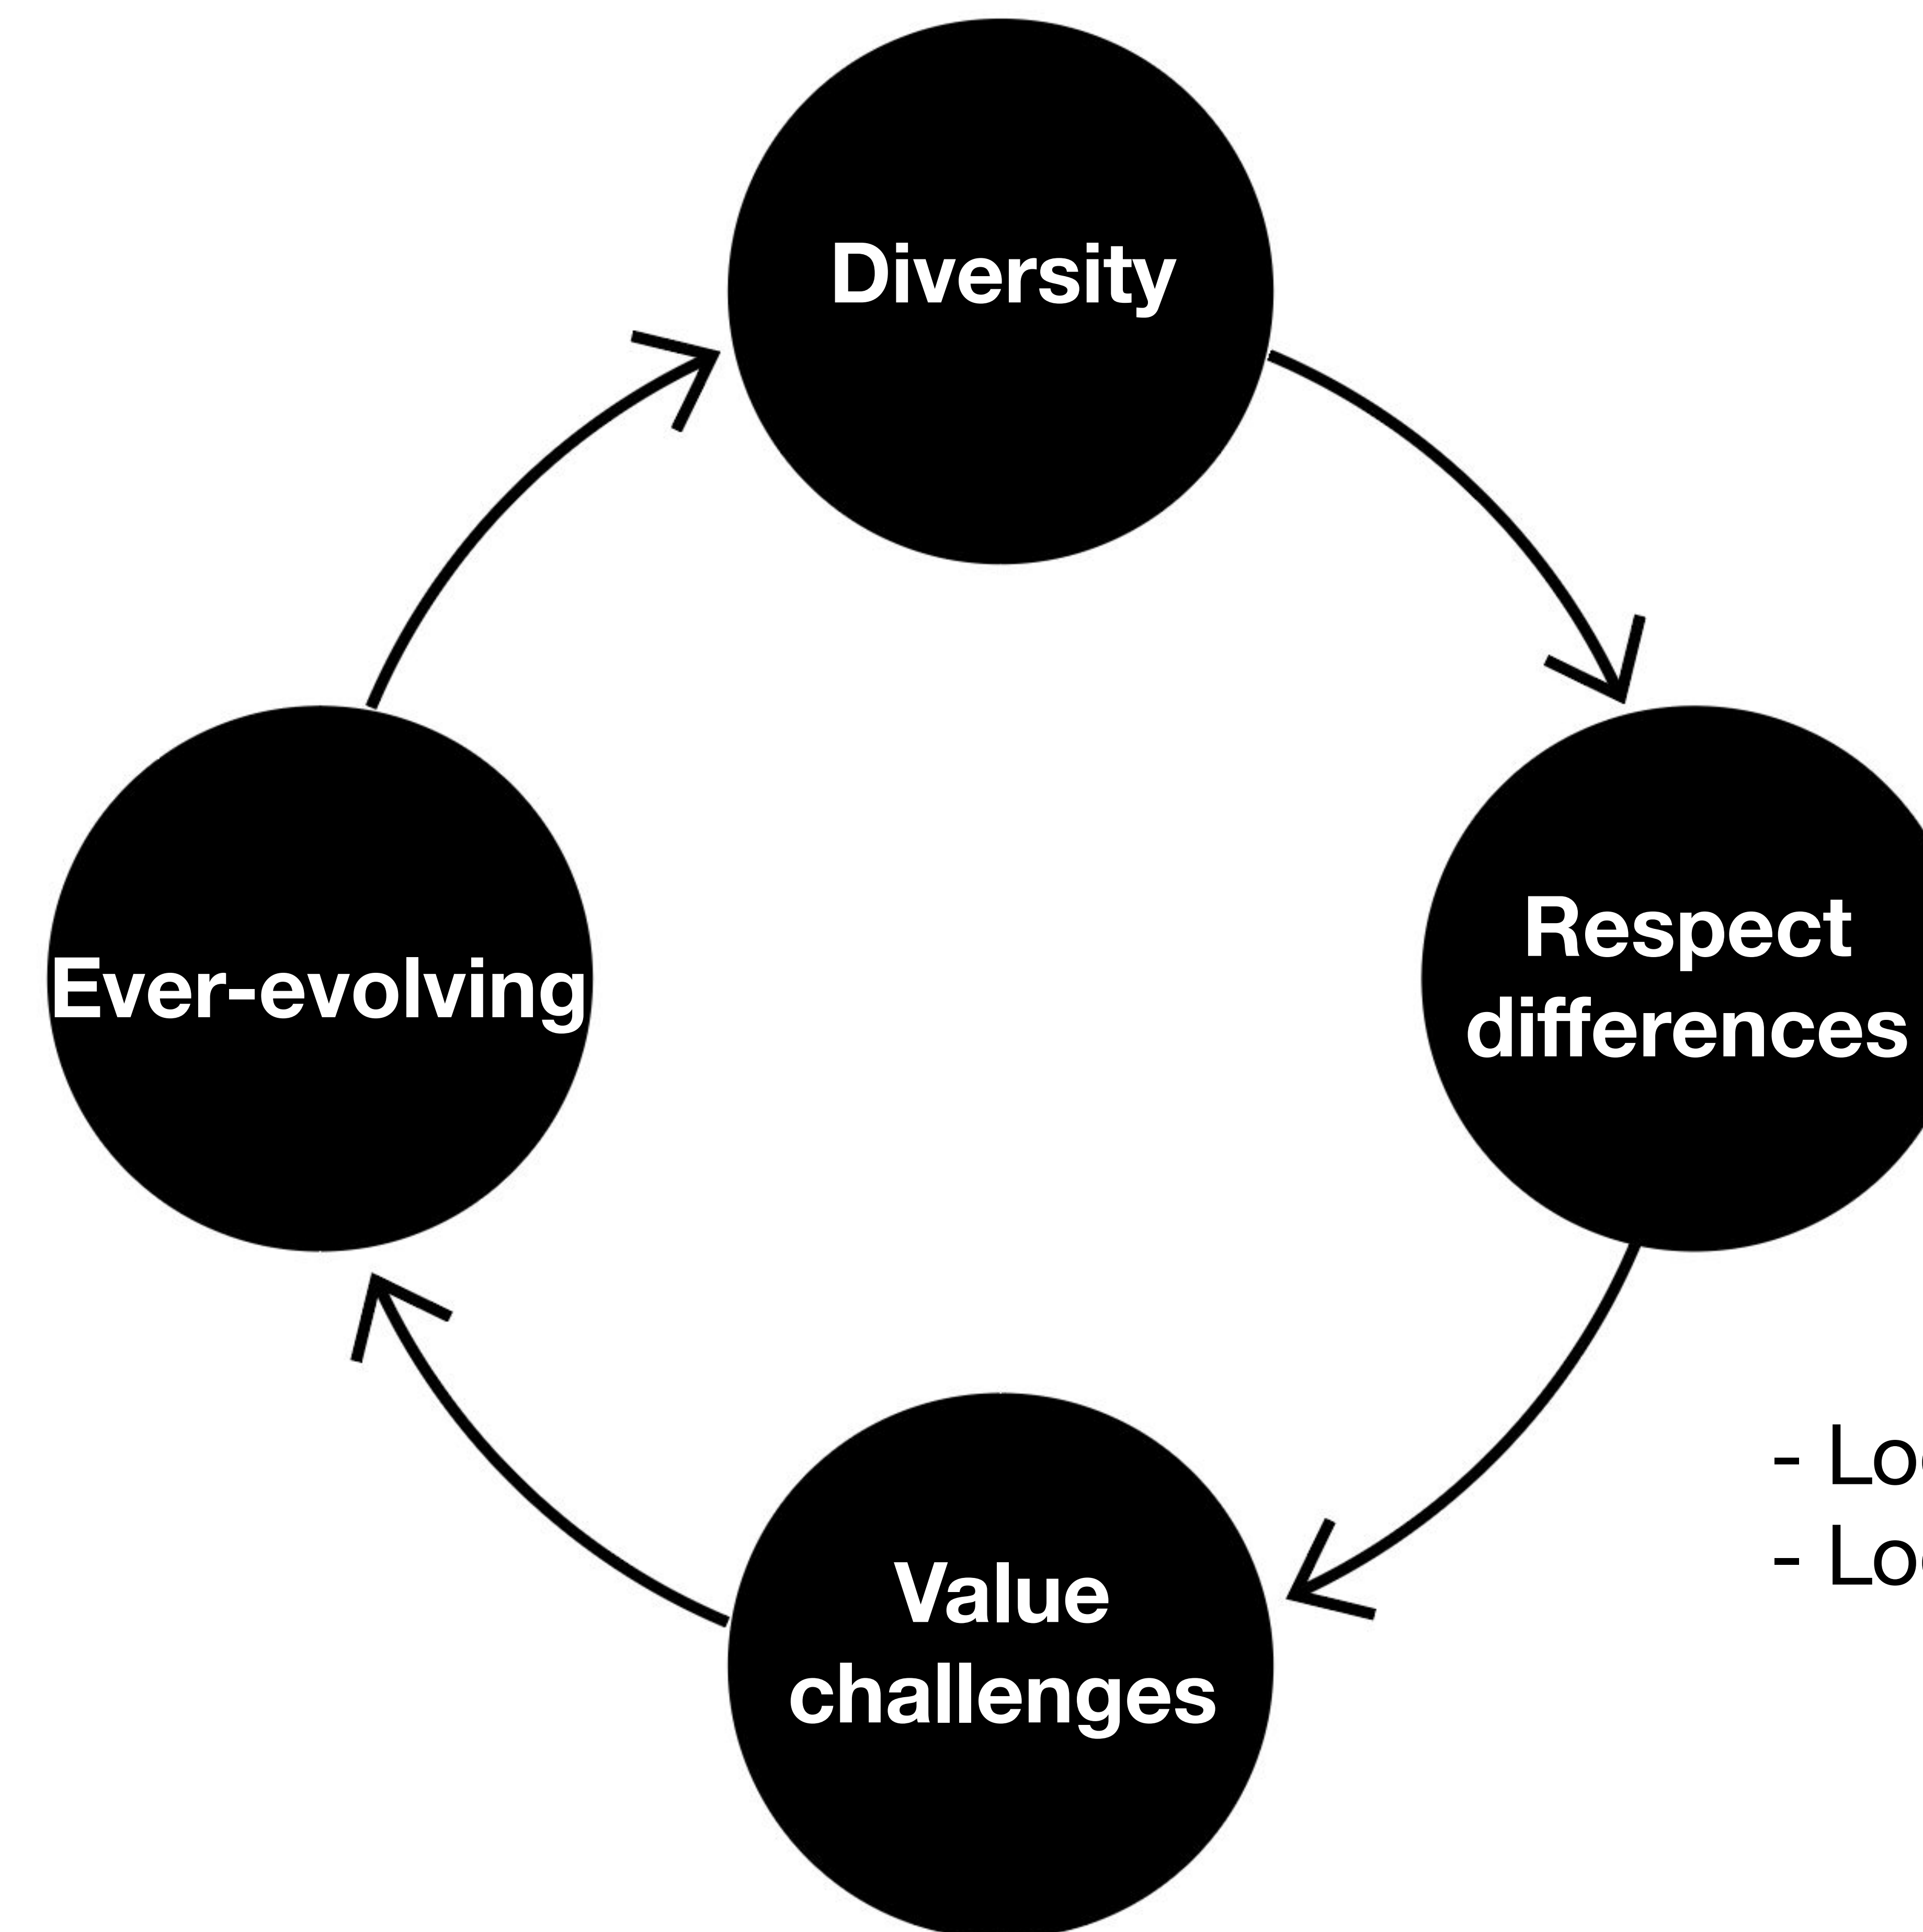 Diversity
Respect
differences
Ever-evolving
Value
challenges
-
-